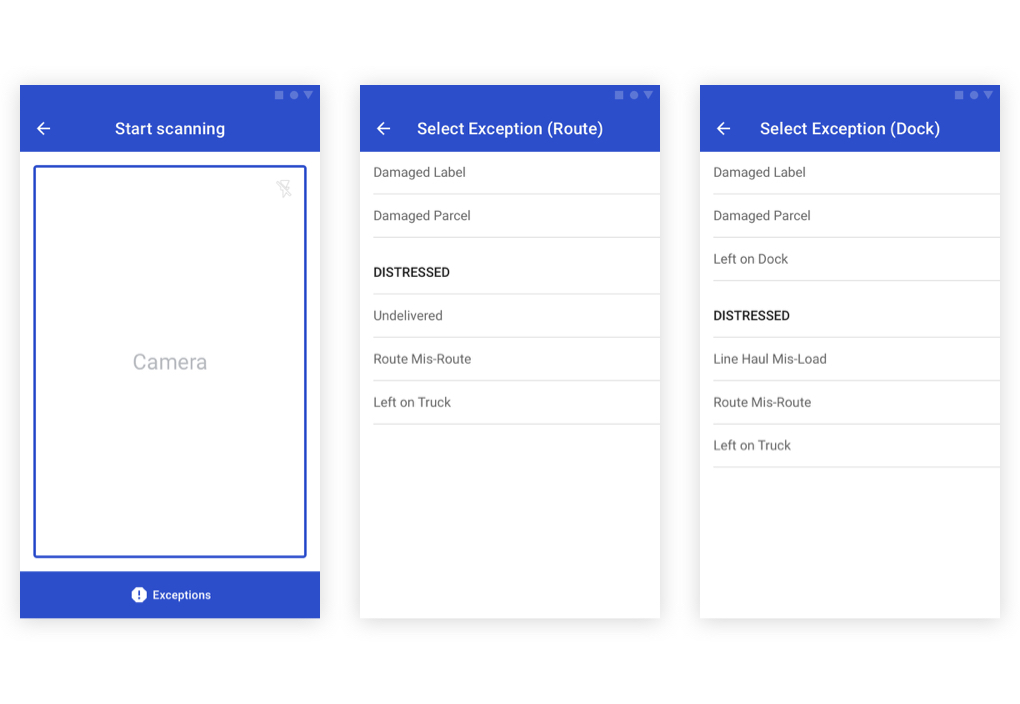 Start scanning
Camera
Exceptions
Select Exception (Route)
Damaged Label
Damaged Parcel
DISTRESSED
Undelivered
Route Mis-Route
Left on Truck
Select Exception (Dock)
Damaged Label
Damaged Parcel
Left on Dock
DISTRESSED
Line Haul Mis-Load
Route Mis-Route
Left on Truck